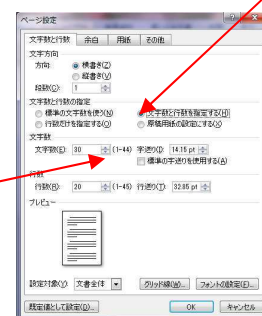 ページ設定
文字数と行数 余白 用紙 その他
文字方向
方向: 横書き(Z)
縦書き(V)
段数(C): 1
文字数と行数の指定
標準の文字数を使う(N) 文字数と行数を指定する(H)
行数だけを指定する(O) 原稿用紙の設定にする(X)
文字数
文字数(E): 30 (1-44) 字送り(I): 14.15 pt
標準の字送りを使用する(A)
行数
行数(R): 20 (1-45) 行送り(T): 32.85 pt
プレビュー
設定対象(Y): 文書全体 グリッド線(W)... フォントの設定(F)...
既定値として設定(D)... OK キャンセル